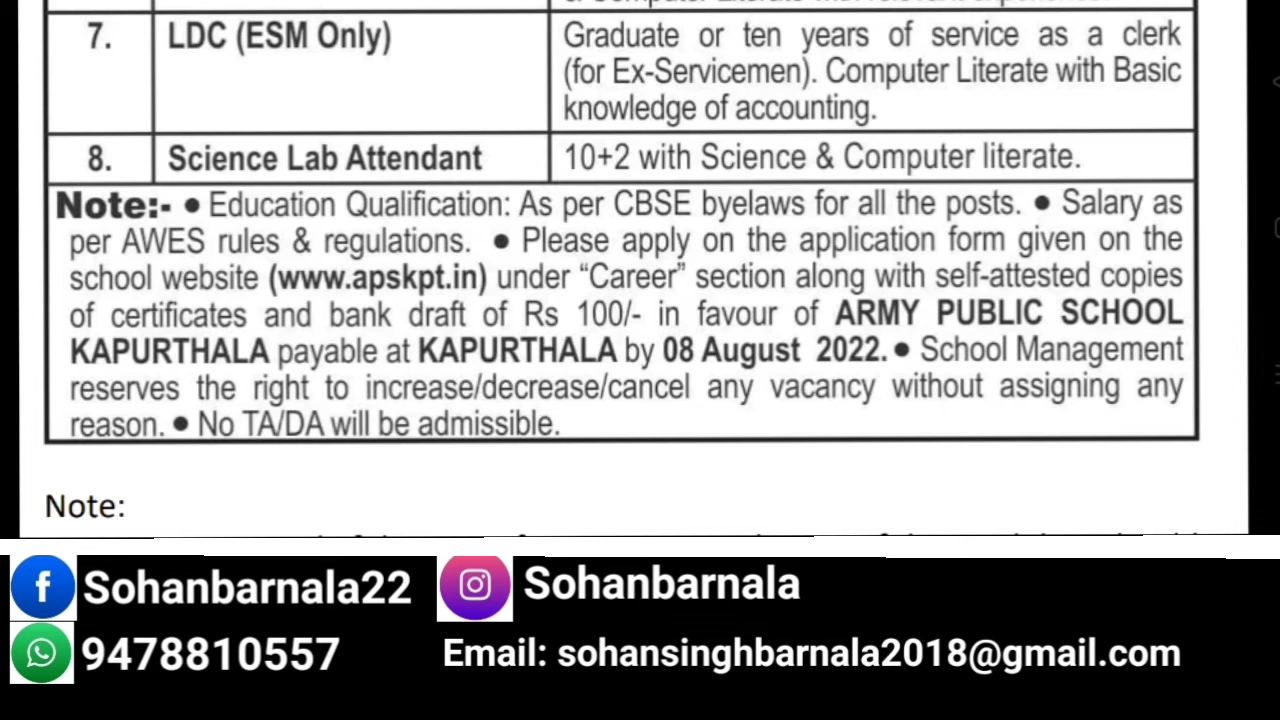 & Computer Literate with relevant experience.
7. LDC (ESM Only) Graduate or ten years of service as a clerk
(for Ex-Servicemen). Computer Literate with Basic
knowledge of accounting.
8. Science Lab Attendant 10+2 with Science & Computer literate.
Note:- ● Education Qualification: As per CBSE byelaws for all the posts. ● Salary as
per AWES rules & regulations. ● Please apply on the application form given on the
school website (www.apskpt.in) under “Career” section along with self-attested copies
of certificates and bank draft of Rs 100/- in favour of ARMY PUBLIC SCHOOL
KAPURTHALA payable at KAPURTHALA by 08 August 2022. ● School Management
reserves the right to increase/decrease/cancel any vacancy without assigning any
reason. ● No TA/DA will be admissible.
Note:
Sohanbarnala22 Sohanbarnala
9478810557 Email: sohansinghbarnala2018@gmail.com